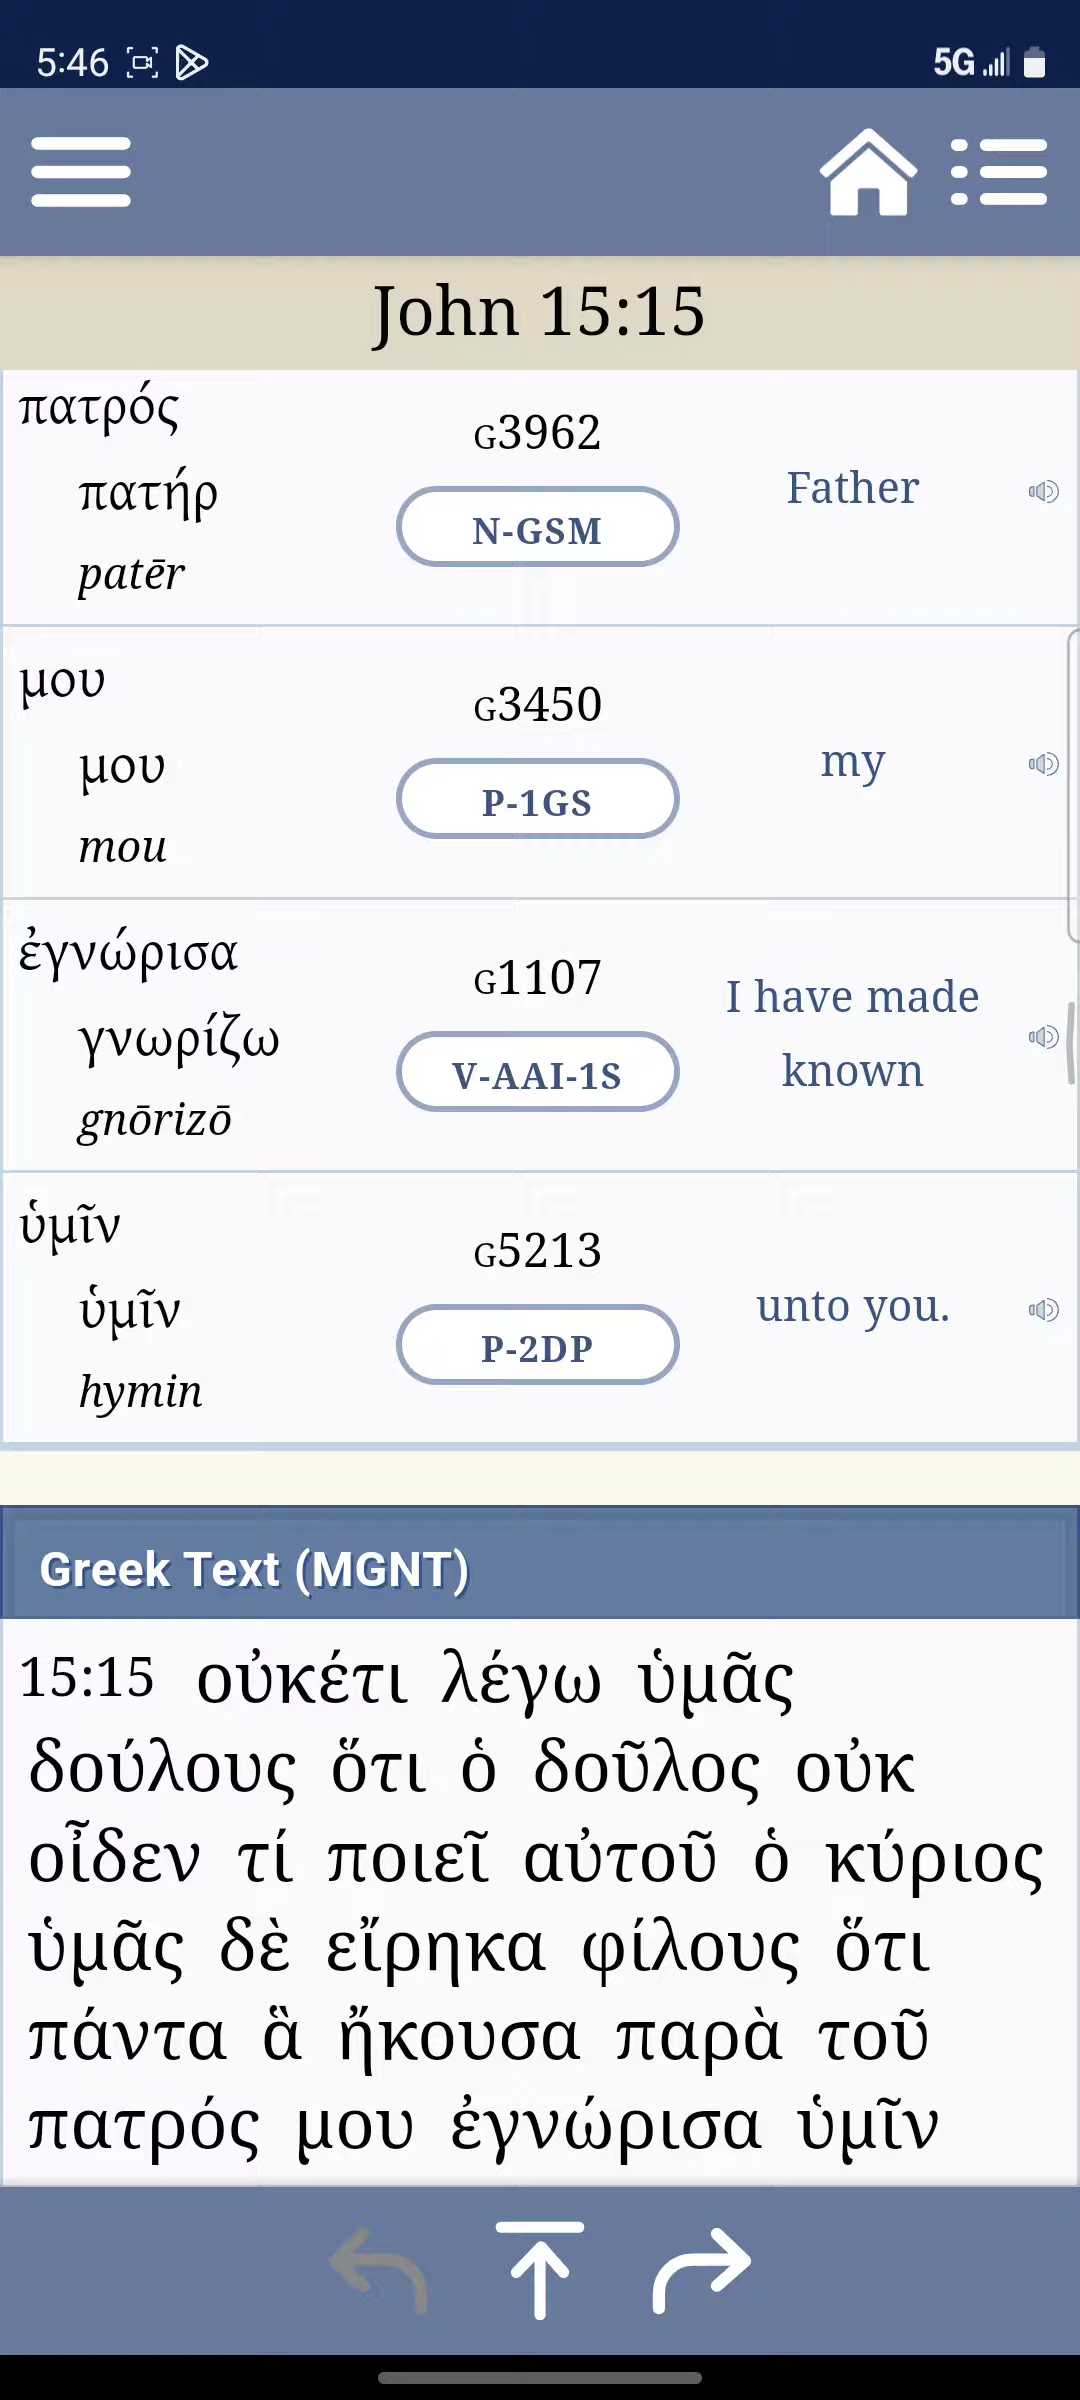 5:46
5G
John 15:15
πατρός
πατήρ
patēr
G3962
N-GSM
Father
μου
μου
mou
G3450
P-1GS
my
ἐγνώρισα
γνωρίζω
gnōrizō
G1107
V-AAI-1S
I have made
known
ὑμῖν
ὑμῖν
hymin
G5213
P-2DP
unto you.
Greek Text (MGNT)
15:15 οὐκέτι λέγω ὑμᾶς
δούλους ὅτι ὁ δοῦλος οὐκ
οἶδεν τί ποιεῖ αὐτοῦ ὁ κύριος
ὑμᾶς δὲ εἴρηκα φίλους ὅτι
πάντα ἃ ἤκουσα παρὰ τοῦ
πατρός μου ἐγνώρισα ὑμῖν